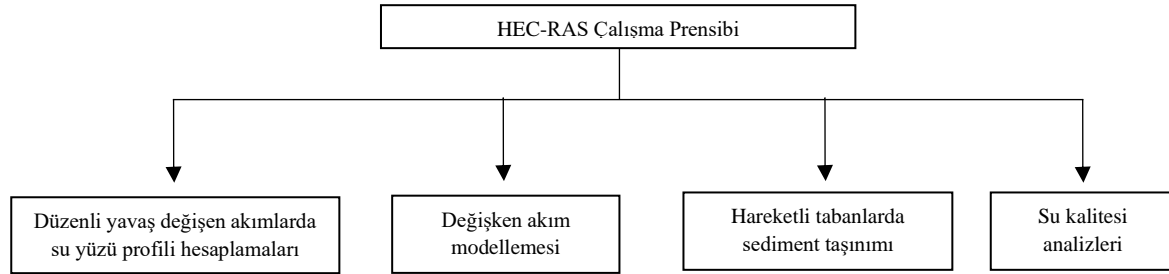 HEC-RAS Çalışma Prensibi
Düzenli yavaş değişen akımlarda
su yüzü profili hesaplamaları
Değişken akım
modellemesi
Hareketli tabanlarda
sediment taşınımı
Su kalitesi
analizleri